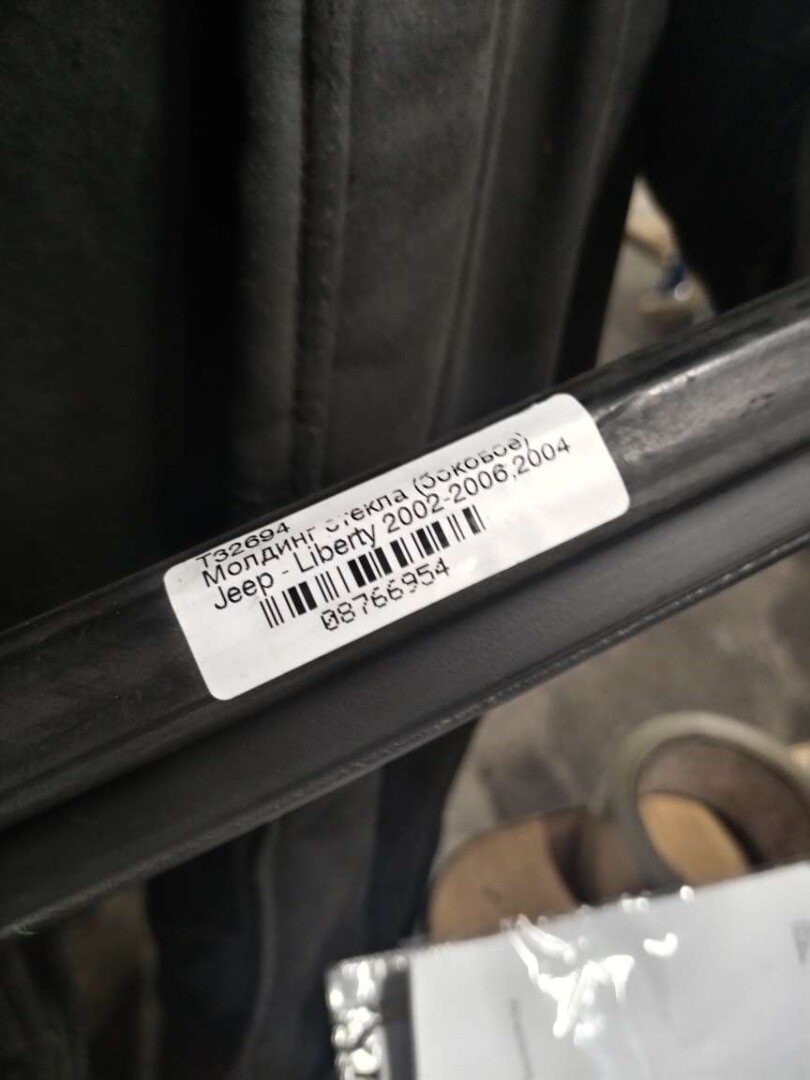 T32694
Молдинг стекла (боковое)
Jeep - Liberty 2002-2006,2004
08766954